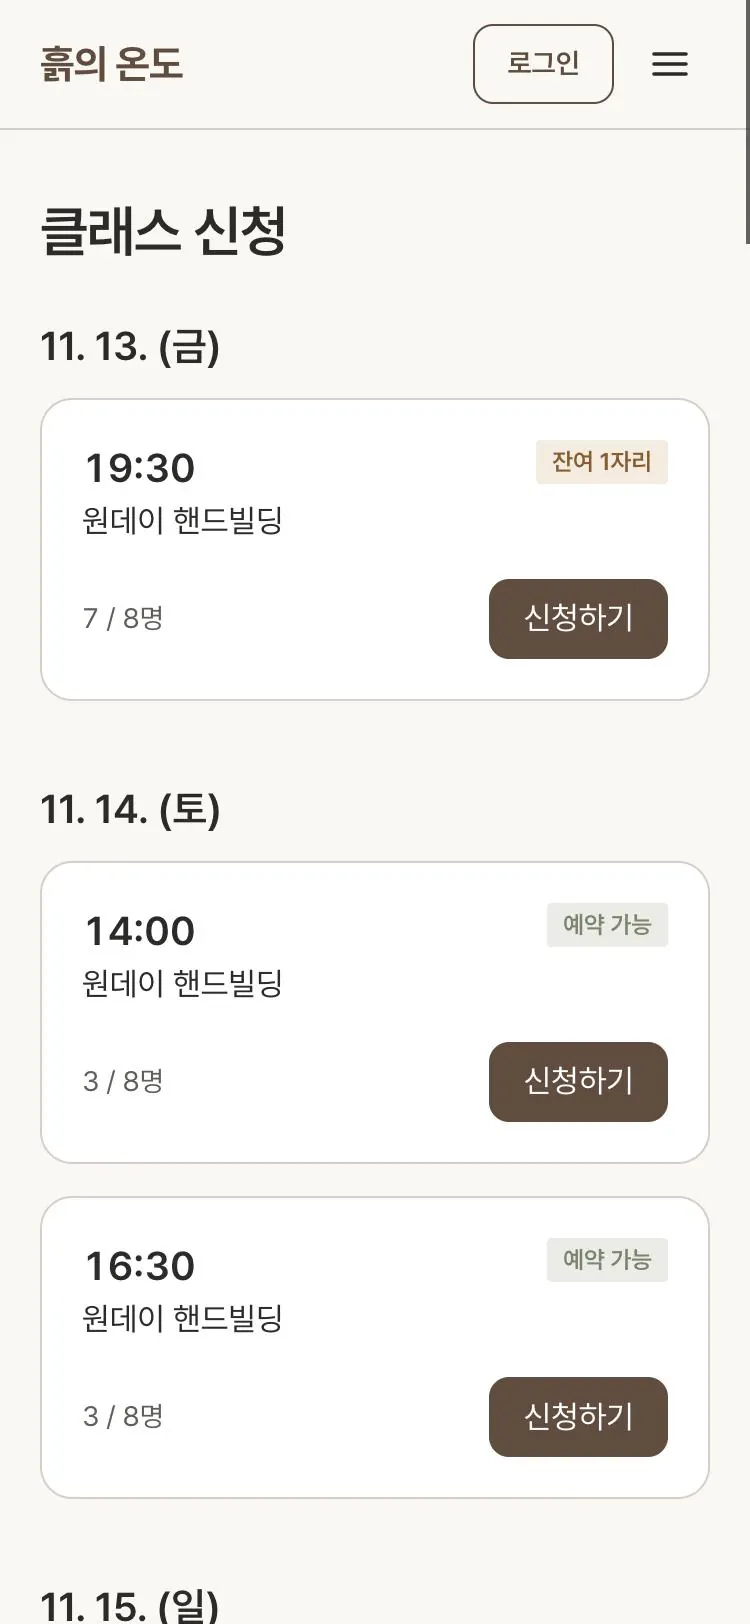 흙의 온도
로그인
클래스 신청
11. 13. (금)
19:30
잔여 1자리
원데이 핸드빌딩
7 / 8명
신청하기
11. 14. (토)
14:00
예약 가능
원데이 핸드빌딩
3 / 8명
신청하기
16:30
예약 가능
원데이 핸드빌딩
3 / 8명
신청하기
11. 15. (일)